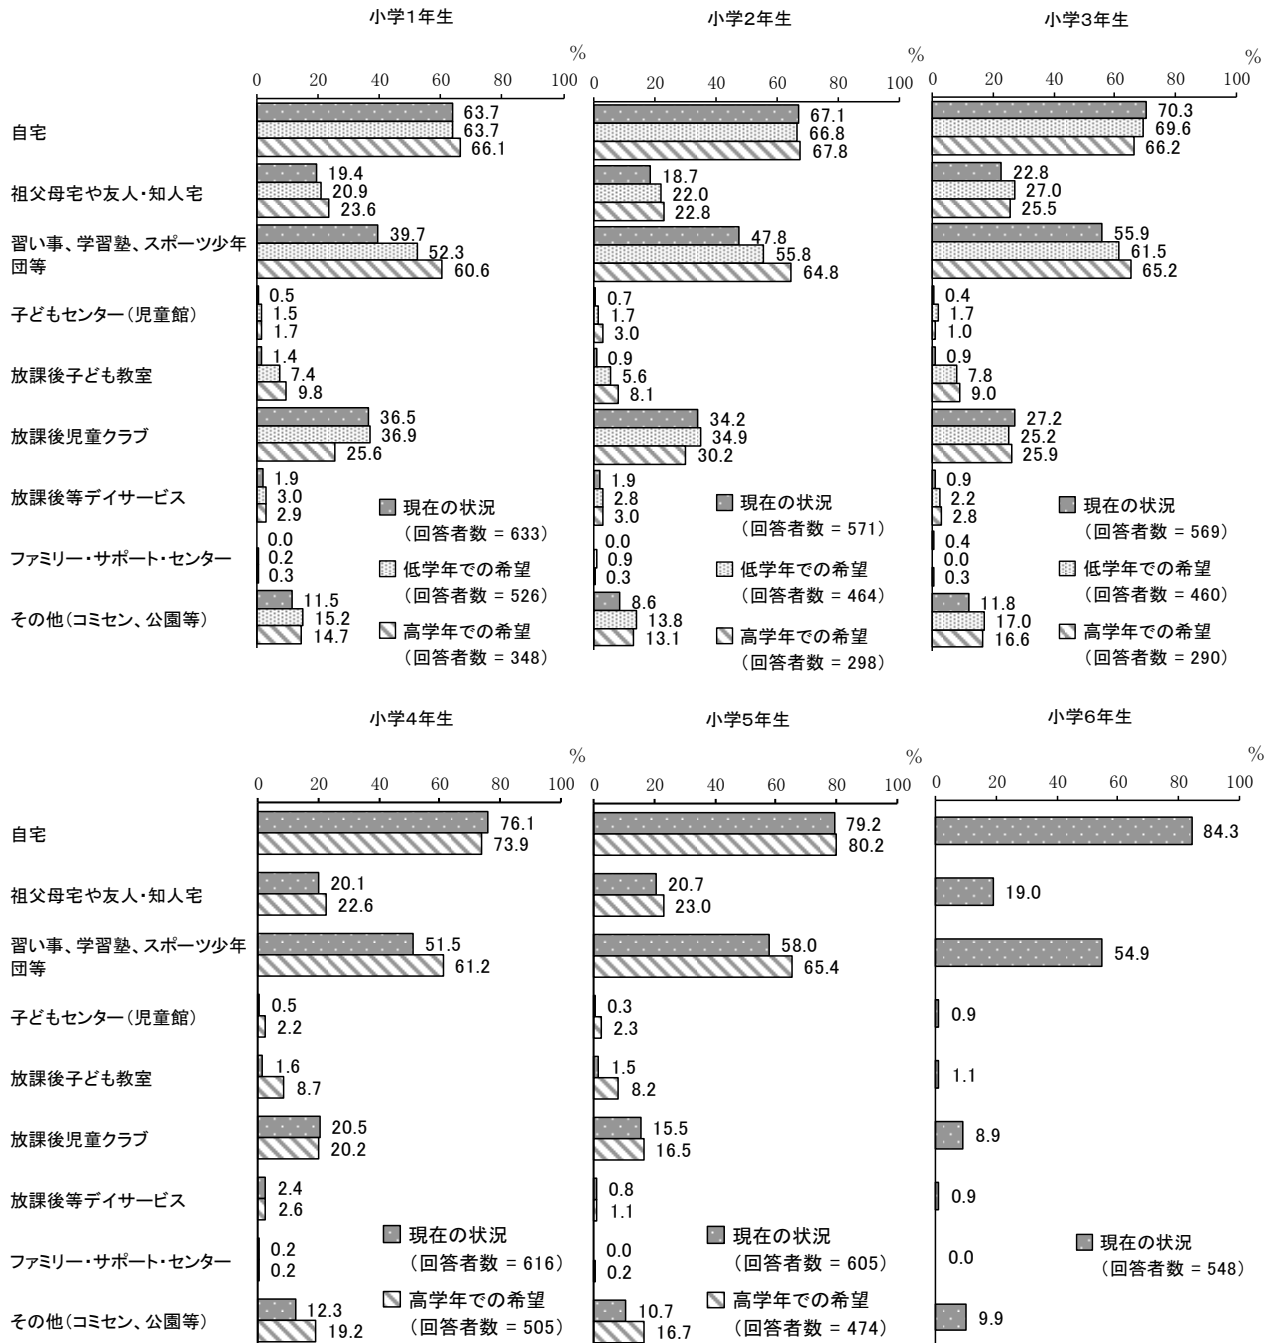 小学1年生
小学2年生
小学3年生
%
%
%
0 20 40 60 80 100
0 20 40 60 80 100
0 20 40 60 80 100
自宅
63.7
63.7
66.1
67.1
66.8
67.8
70.3
69.6
66.2
祖父母宅や友人・知人宅
19.4
20.9
23.6
18.7
22.0
22.8
22.8
27.0
25.5
習い事、学習塾、スポーツ少年
団等
39.7
52.3
60.6
47.8
55.8
64.8
55.9
61.5
65.2
子どもセンター(児童館)
0.5
1.5
1.7
0.7
1.7
3.0
0.4
1.7
1.0
放課後子ども教室
1.4
7.4
9.8
0.9
5.6
8.1
0.9
7.8
9.0
放課後児童クラブ
36.5
36.9
25.6
34.2
34.9
30.2
27.2
25.2
25.9
放課後等デイサービス
1.9
3.0
2.9
1.9
2.8
3.0
0.9
2.2
2.8
ファミリー・サポート・センター
0.0
0.2
0.3
0.0
0.9
0.3
0.4
0.0
0.3
その他(コミセン、公園等)
11.5
15.2
14.7
8.6
13.8
13.1
11.8
17.0
16.6
現在の状況
(回答者数 = 633)
低学年での希望
(回答者数 = 526)
高学年での希望
(回答者数 = 348)
現在の状況
(回答者数 = 571)
低学年での希望
(回答者数 = 464)
高学年での希望
(回答者数 = 298)
現在の状況
(回答者数 = 569)
低学年での希望
(回答者数 = 460)
高学年での希望
(回答者数 = 290)
小学4年生
小学5年生
小学6年生
%
%
%
0 20 40 60 80 100
0 20 40 60 80 100
0 20 40 60 80 100
自宅
76.1
73.9
79.2
80.2
84.3
祖父母宅や友人・知人宅
20.1
22.6
20.7
23.0
19.0
習い事、学習塾、スポーツ少年
団等
51.5
61.2
58.0
65.4
54.9
子どもセンター(児童館)
0.5
2.2
0.3
2.3
0.9
放課後子ども教室
1.6
8.7
1.5
8.2
1.1
放課後児童クラブ
20.5
20.2
15.5
16.5
8.9
放課後等デイサービス
2.4
2.6
0.8
1.1
0.9
ファミリー・サポート・センター
0.2
0.2
0.0
0.2
0.0
その他(コミセン、公園等)
12.3
19.2
10.7
16.7
9.9
現在の状況
(回答者数 = 616)
高学年での希望
(回答者数 = 505)
現在の状況
(回答者数 = 605)
高学年での希望
(回答者数 = 474)
現在の状況
(回答者数 = 548)